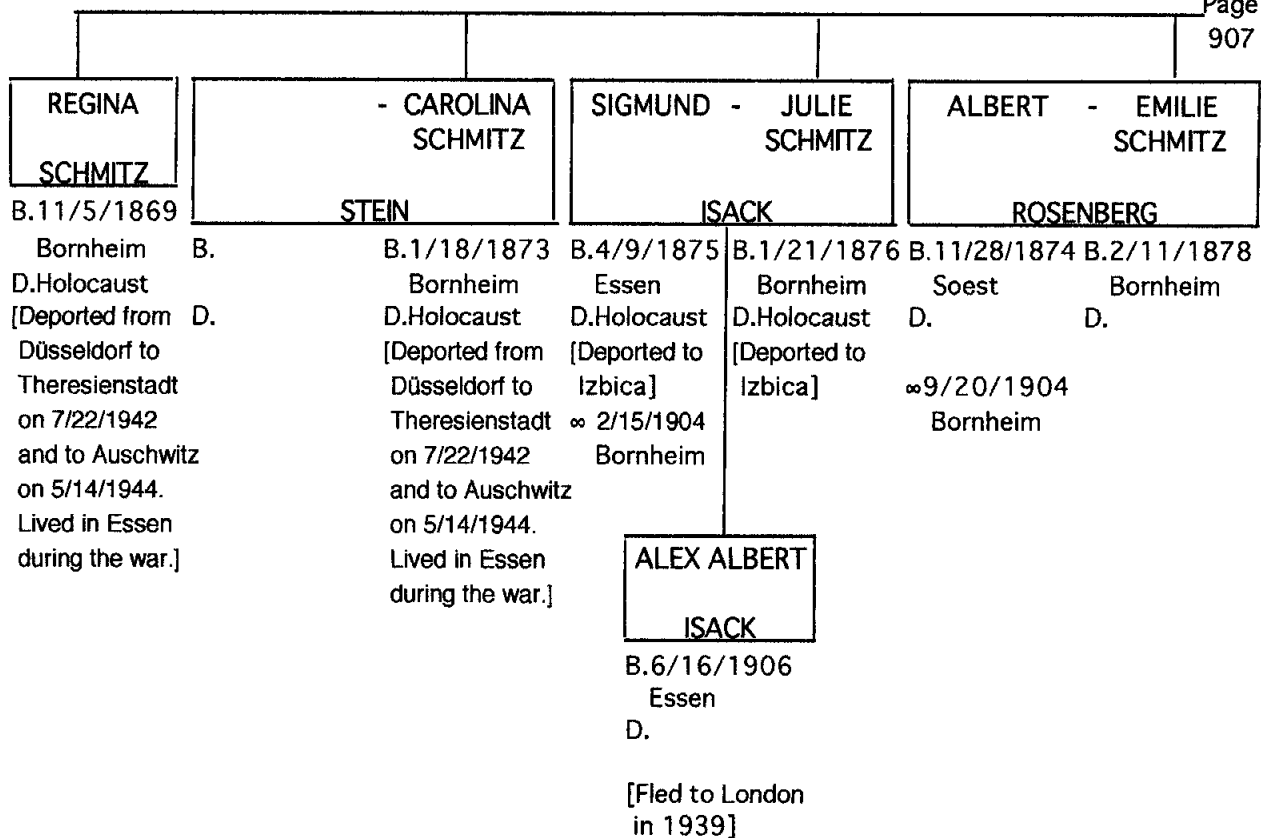 Page
907
REGINA
SCHMITZ
B.11/5/1869
Bornheim
D.Holocaust
[Deported from
Düsseldorf to
Theresienstadt
on 7/22/1942
and to Auschwitz
on 5/14/1944.
Lived in Essen
during the war.]
- CAROLINA
SCHMITZ
STEIN
B.
D.
B.1/18/1873
Bornheim
D.Holocaust
[Deported from
Düsseldorf to
Theresienstadt
on 7/22/1942
and to Auschwitz
on 5/14/1944.
Lived in Essen
during the war.]
SIGMUND - JULIE
SCHMITZ
ISACK
B.4/9/1875
Essen
D.Holocaust
[Deported to
Izbica]
∞ 2/15/1904
Bornheim
B.1/21/1876
Bornheim
D.Holocaust
[Deported to
Izbica]
ALEX ALBERT
ISACK
B.6/16/1906
Essen
D.
[Fled to London
in 1939]
ALBERT - EMILIE
SCHMITZ
ROSENBERG
B.11/28/1874
Soest
D.
∞9/20/1904
Bornheim
B.2/11/1878
Bornheim
D.